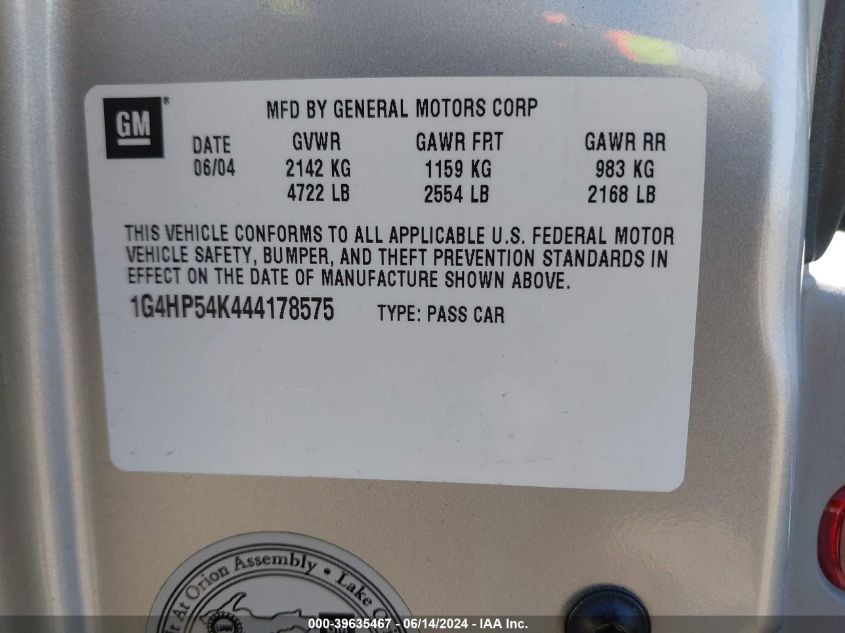 GM®
MFD BY GENERAL MOTORS CORP
DATE GVWR GAWR FRT GAWR RR
06/04 2142 KG 1159 KG 983 KG
4722 LB 2554 LB 2168 LB
THIS VEHICLE CONFORMS TO ALL APPLICABLE U.S. FEDERAL MOTOR
VEHICLE SAFETY, BUMPER, AND THEFT PREVENTION STANDARDS IN
EFFECT ON THE DATE OF MANUFACTURE SHOWN ABOVE.
1G4HP54K444178575 TYPE: PASS CAR
At Orion Assembly • Lake
GM
000-39635467 - 06/14/2024 - IAA Inc.